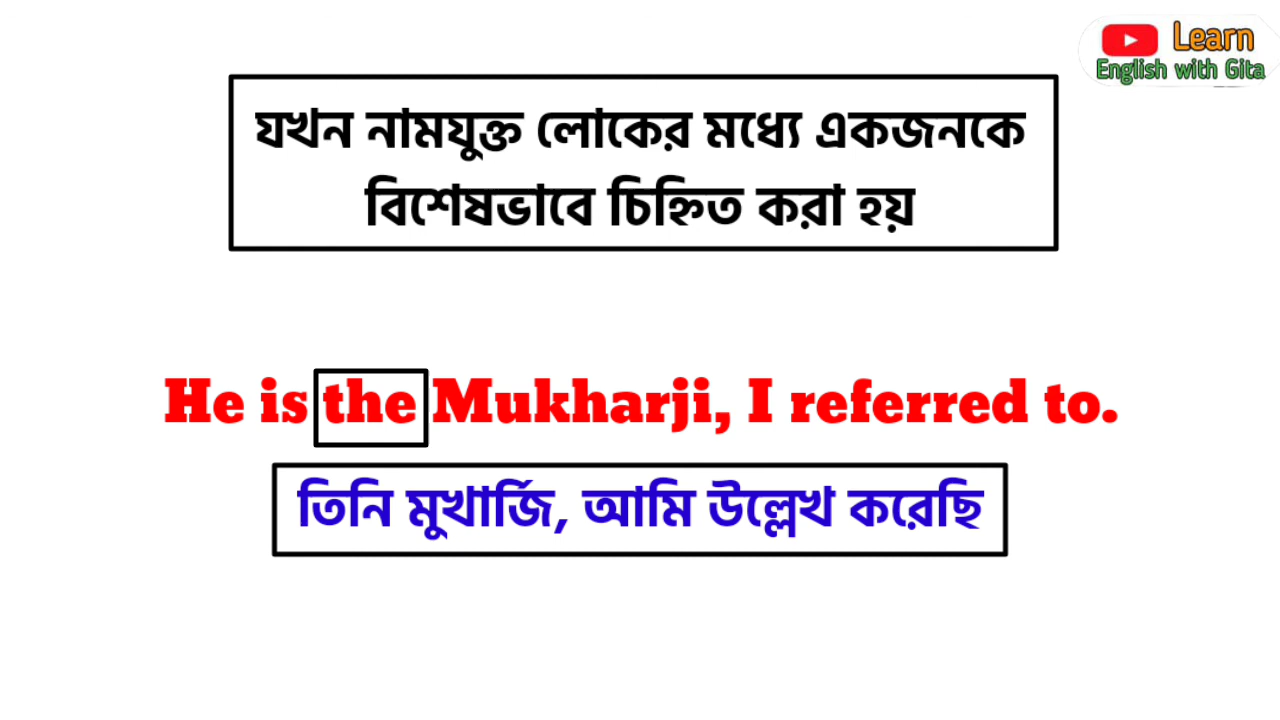 Learn
English with Gita
যখন নামযুক্ত লোকের মধ্যে একজনকে
বিশেষভাবে চিহ্নিত করা হয়
He is the Mukharji, I referred to.
তিনি মুখার্জি, আমি উল্লেখ করেছি